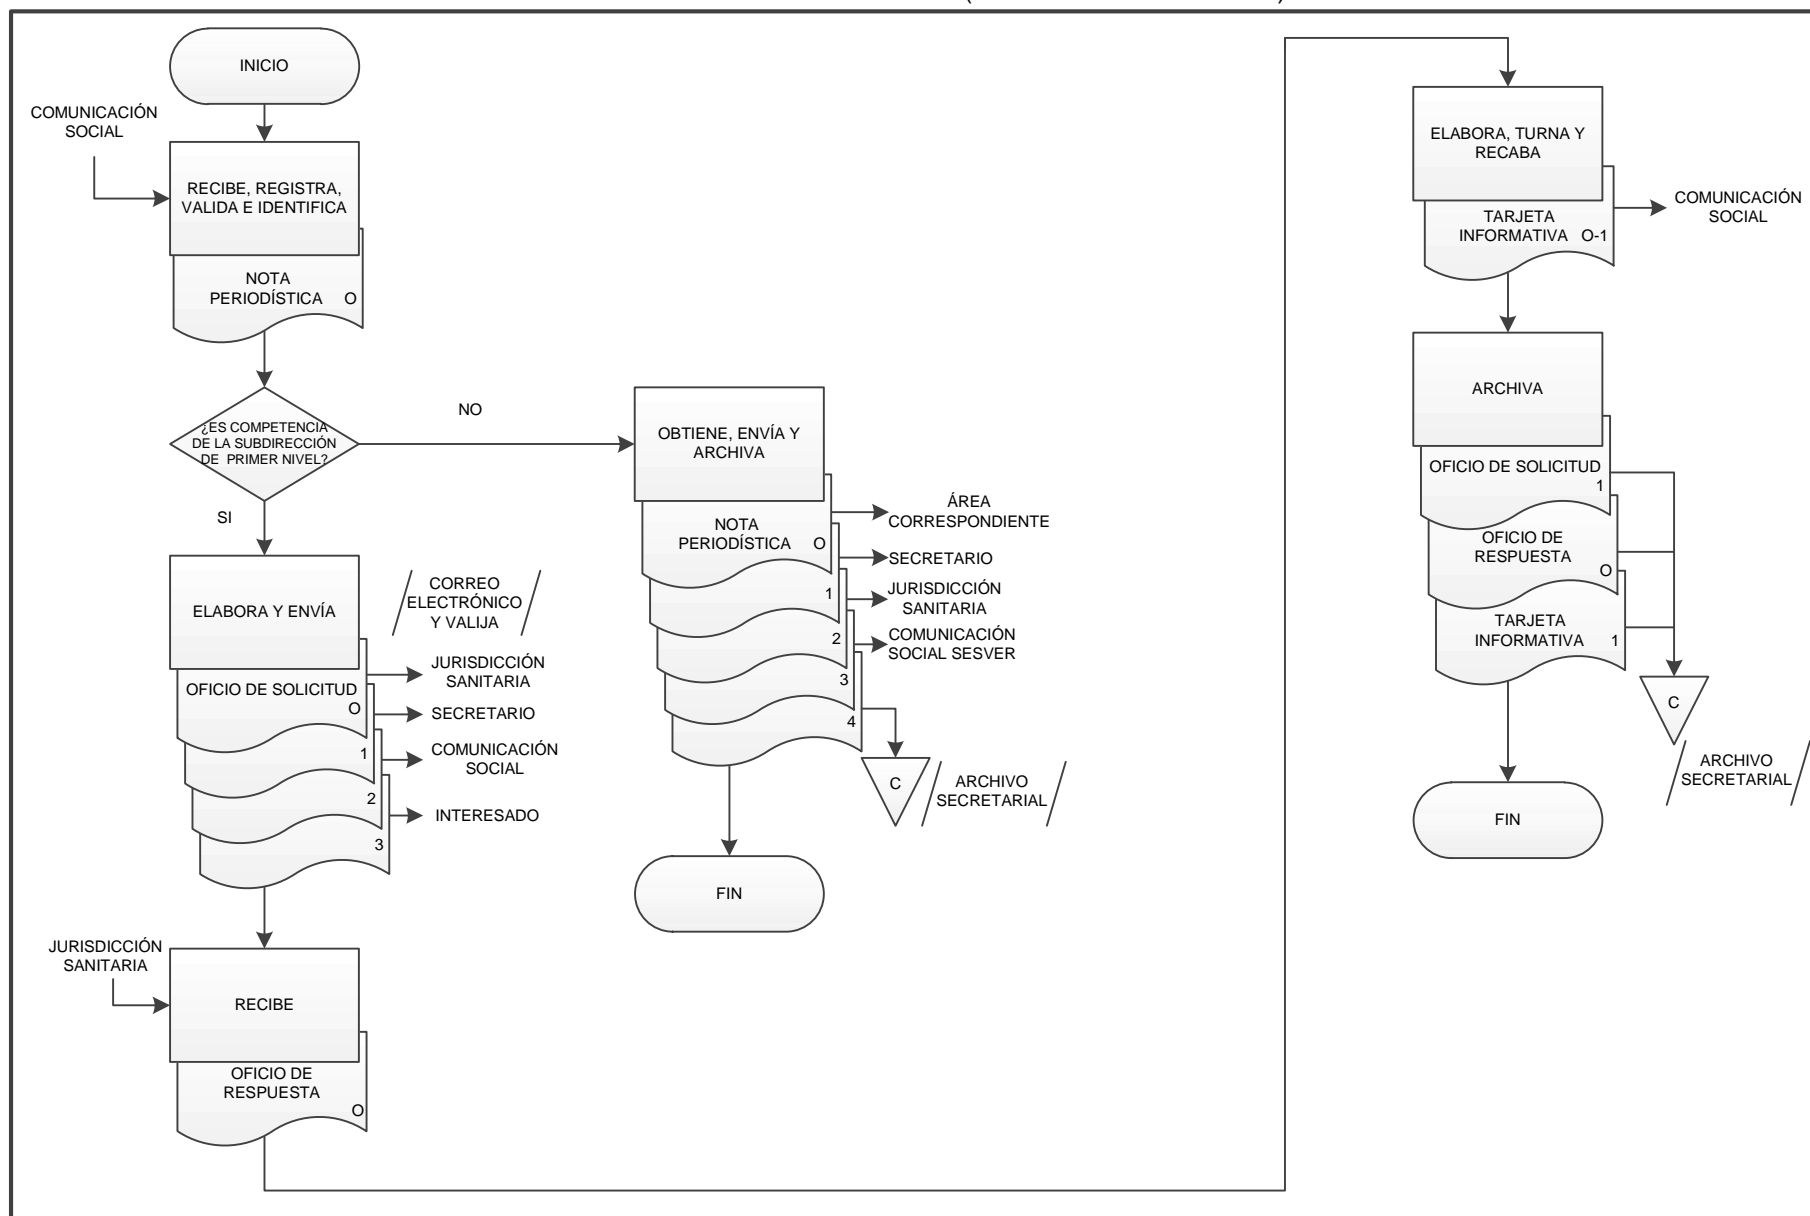 INICIO
COMUNICACIÓN
SOCIAL
RECIBE, REGISTRA,
VALIDA E IDENTIFICA
NOTA
PERIODÍSTICA O
¿ES COMPETENCIA
DE LA SUBDIRECCIÓN
DE PRIMER NIVEL?
NO
SI
ELABORA Y ENVÍA
CORREO
ELECTRÓNICO
Y VALIJA
OFICIO DE SOLICITUD
O
JURISDICCIÓN
SANITARIA
SECRETARIO
1
COMUNICACIÓN
SOCIAL
2
INTERESADO
3
JURISDICCIÓN
SANITARIA
RECIBE
OFICIO DE
RESPUESTA
O
OBTIENE, ENVÍA Y
ARCHIVA
NOTA
PERIODÍSTICA O
ÁREA
CORRESPONDIENTE
SECRETARIO
1
JURISDICCIÓN
SANITARIA
2
COMUNICACIÓN
SOCIAL SESVER
3
4
C
ARCHIVO
SECRETARIAL
FIN
ELABORA, TURNA Y
RECABA
TARJETA
INFORMATIVA O-1
COMUNICACIÓN
SOCIAL
ARCHIVA
OFICIO DE SOLICITUD
1
OFICIO DE
RESPUESTA
O
TARJETA
INFORMATIVA 1
C
ARCHIVO
SECRETARIAL
FIN